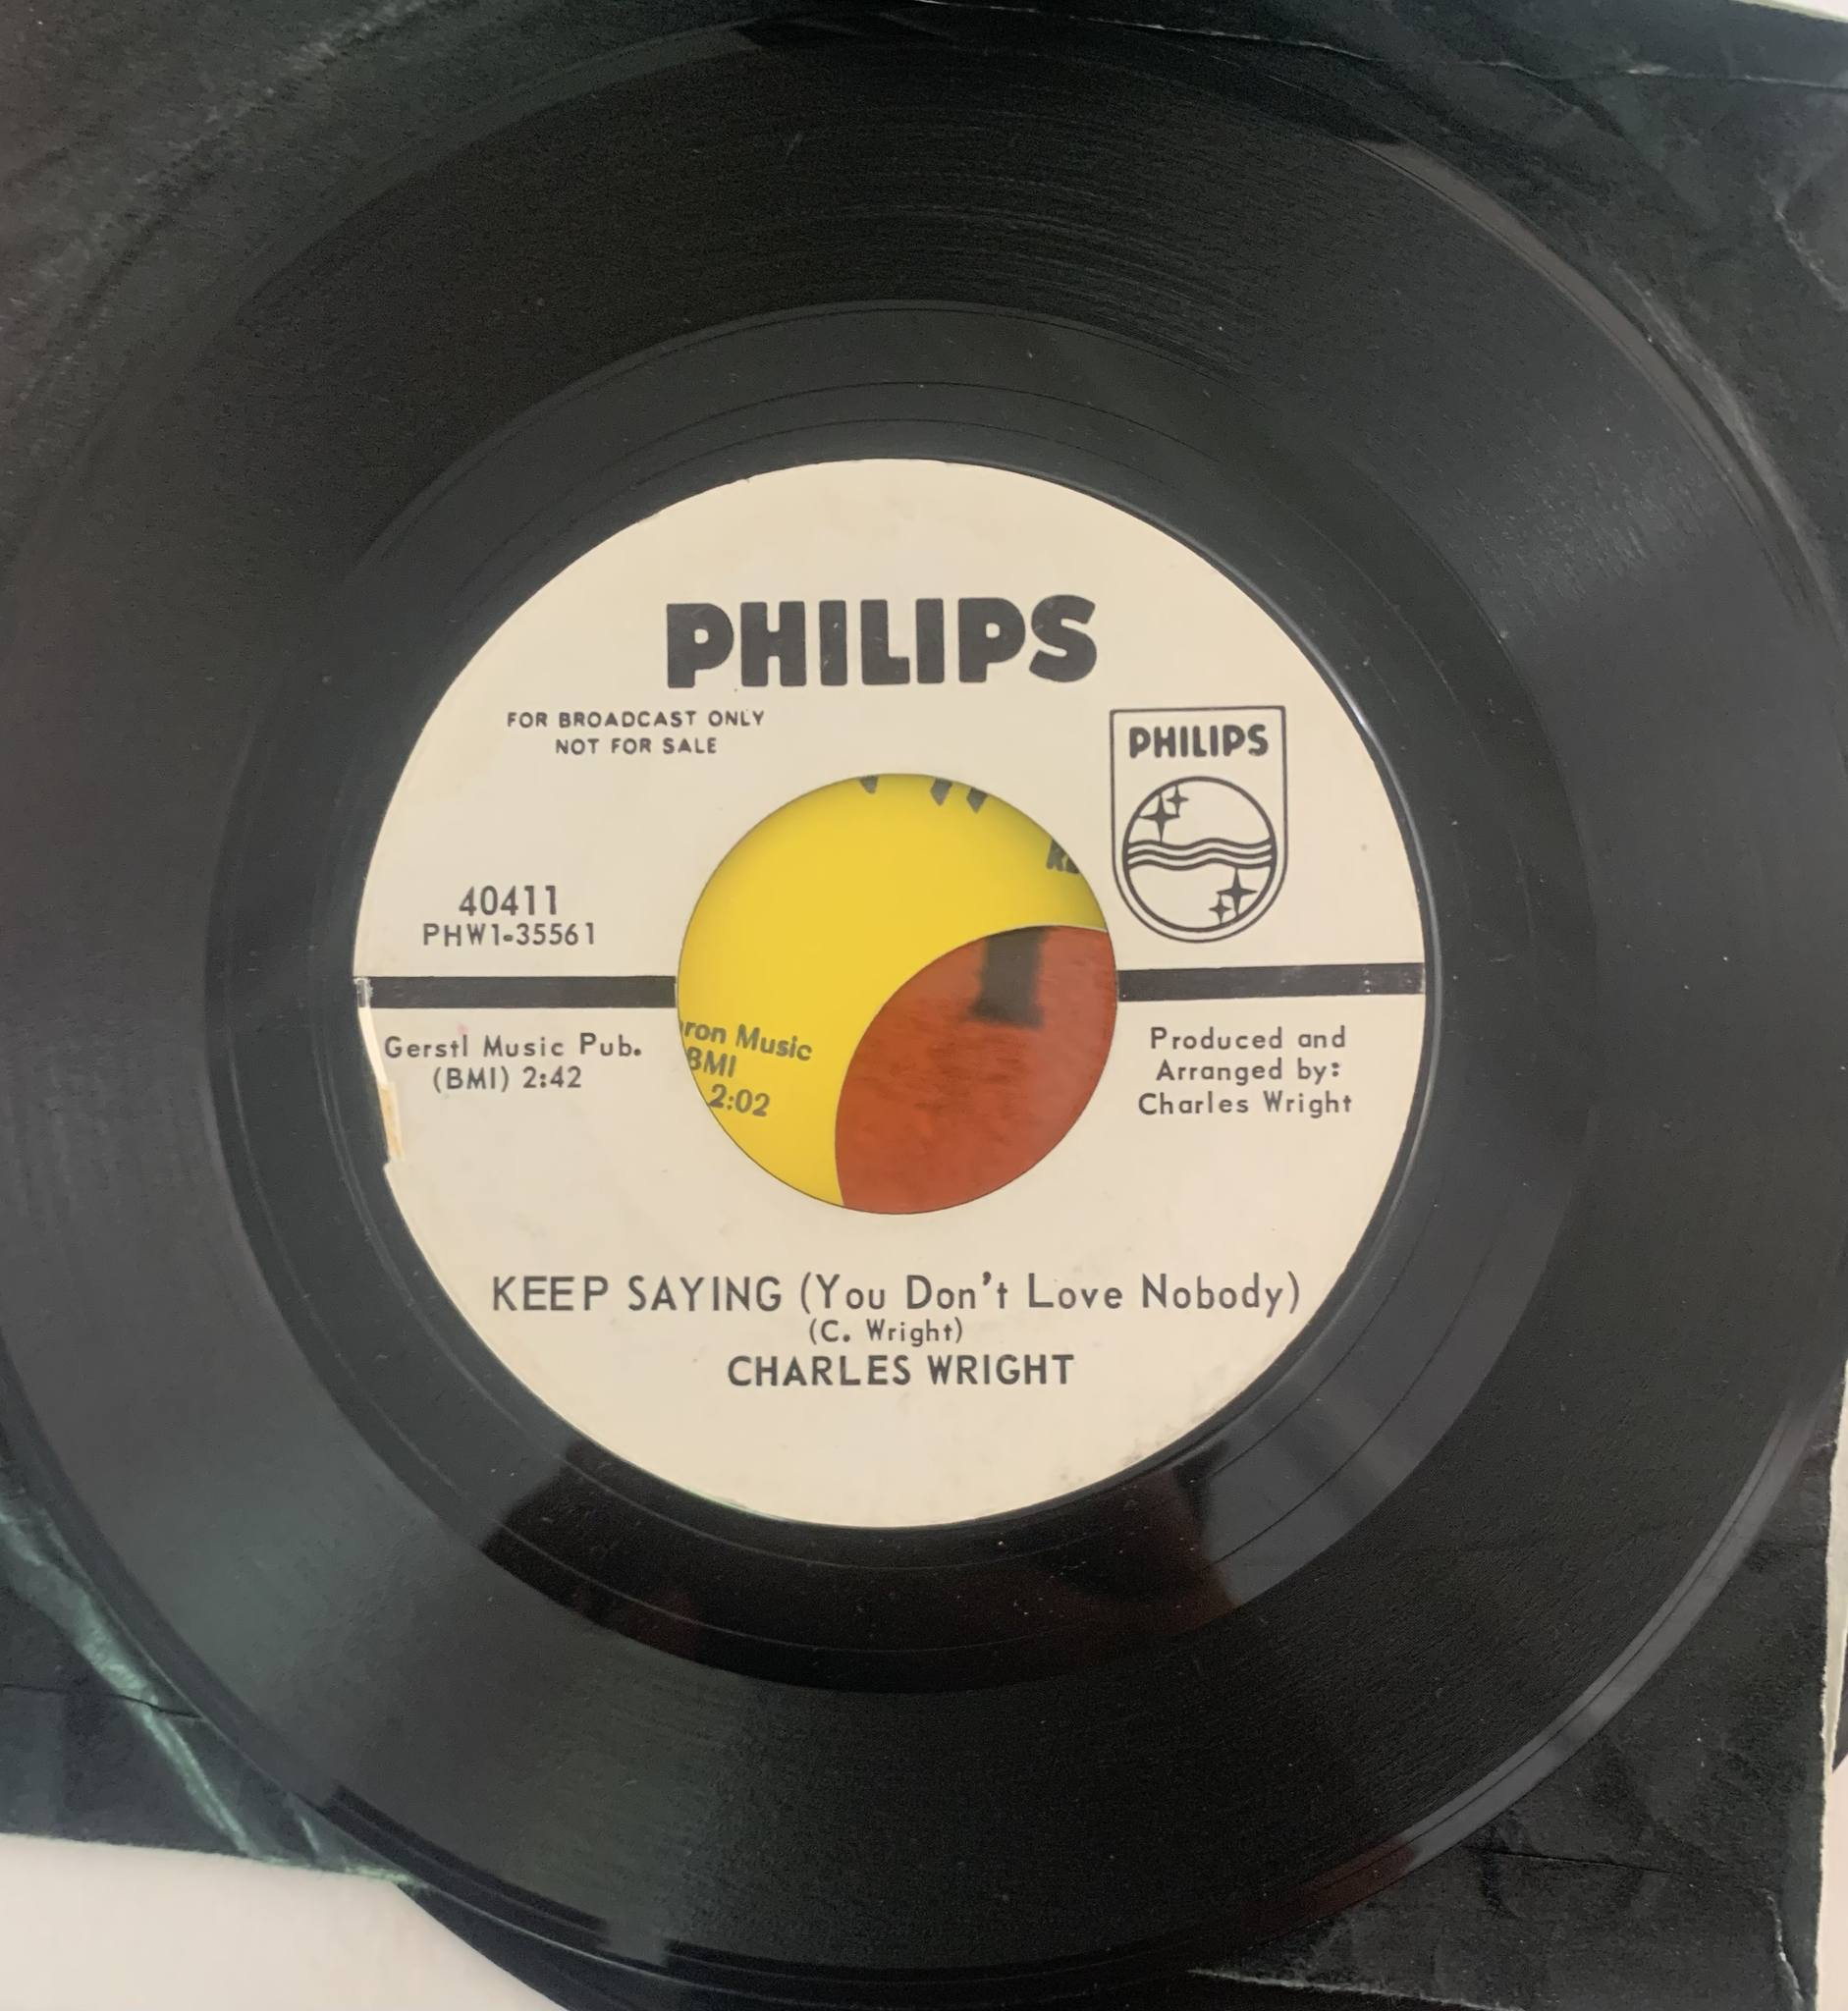 PHILIPS
FOR BROADCAST ONLY
NOT FOR SALE
PHILIPS
40411
PHW1-35561
Gerstl Music Pub.
(BMI) 2:42
Music
BMI
2:02
Produced and
Arranged by:
Charles Wright
KEEP SAYING (You Don't Love Nobody)
(C. Wright)
CHARLES WRIGHT